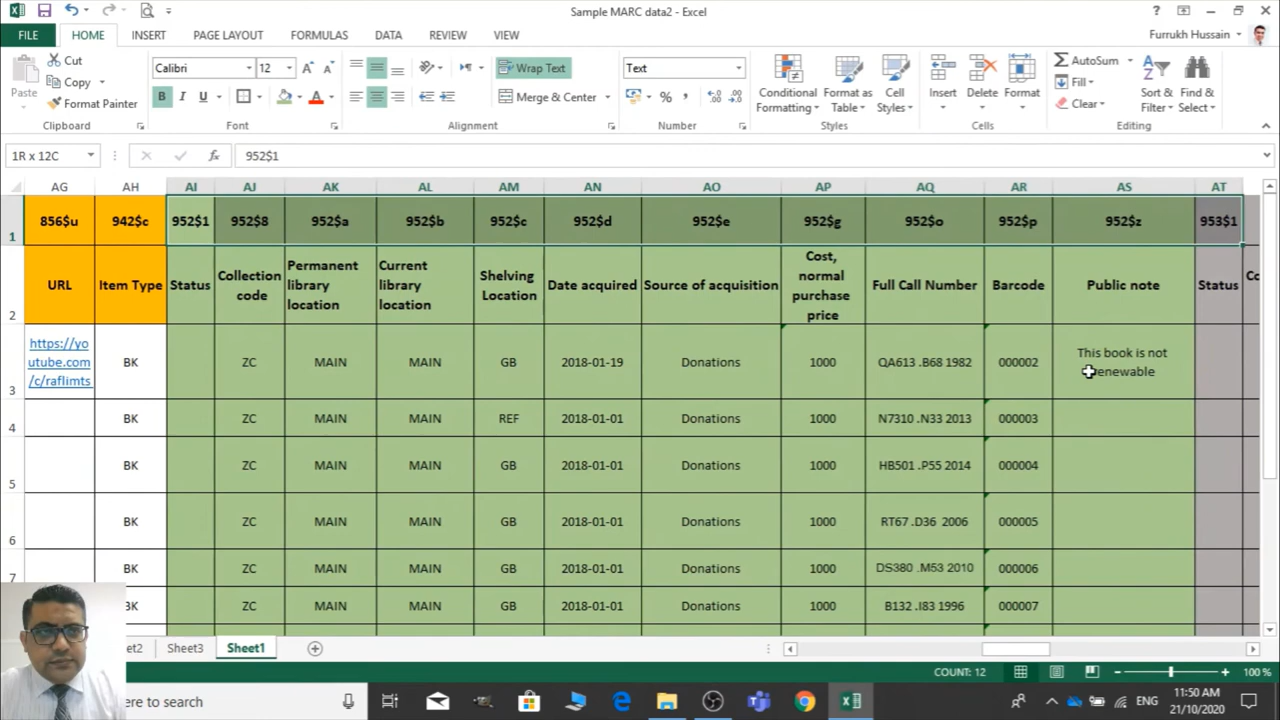 Sample MARC data2 - Excel
?
FILE HOME INSERT PAGE LAYOUT FORMULAS DATA REVIEW VIEW Furrukh Hussain
Paste
Cut
Copy
Format Painter
Calibri 12
B I U
Wrap Text
Merge & Center
Text
% ,
Conditional Formatting
Format as Table
Cell Styles
Insert Delete Format
AutoSum
Fill
Clear
Sort & Filter
Find & Select
Clipboard Font Alignment Number Styles Cells Editing
1R x 12C fx 952$1
AG AH AI AJ AK AL AM AN AO AP AQ AR AS AT
1 856$u 942$c 952$1 952$8 952$a 952$b 952$c 952$d 952$e 952$g 952$o 952$p 952$z 953$1
2 URL Item Type Status Collection code Permanent library location Current library location Shelving Location Date acquired Source of acquisition Cost, normal purchase price Full Call Number Barcode Public note Status
3 https://youtube.com/c/raflimts BK ZC MAIN MAIN GB 2018-01-19 Donations 1000 QA613 .B68 1982 000002 This book is not renewable
4 BK ZC MAIN MAIN REF 2018-01-01 Donations 1000 N7310 .N33 2013 000003
5 BK ZC MAIN MAIN GB 2018-01-01 Donations 1000 HB501 .P55 2014 000004
6 BK ZC MAIN MAIN GB 2018-01-01 Donations 1000 RT67 .D36 2006 000005
7 BK ZC MAIN MAIN GB 2018-01-01 Donations 1000 DS380 .M53 2010 000006
BK ZC MAIN MAIN GB 2018-01-01 Donations 1000 B132 .I83 1996 000007
Sheet3 Sheet1
COUNT: 12 100 %
here to search
ENG
11:50 AM
21/10/2020